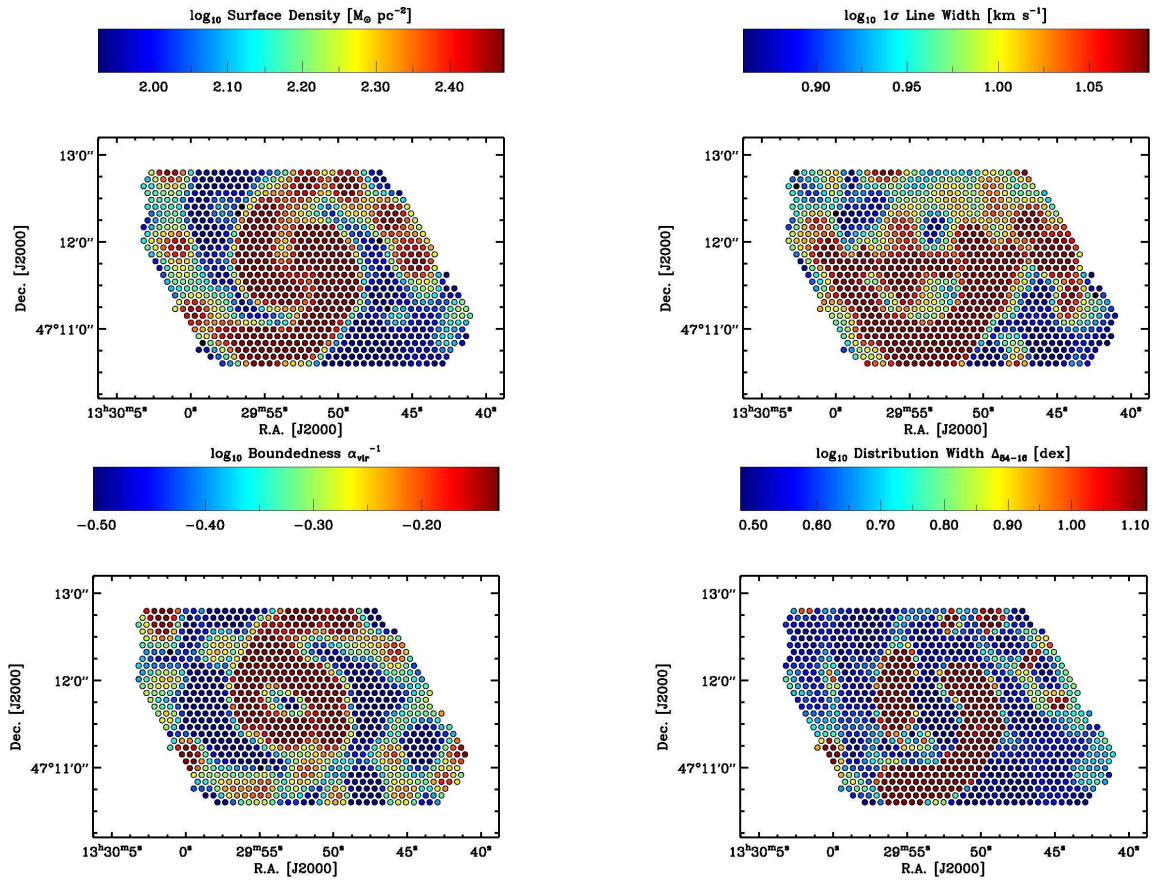 log₁₀ Surface Density [M⊙ pc⁻²]
2.00 2.10 2.20 2.30 2.40
13'0"
12'0"
47°11'0"
Dec. [J2000]
13ʰ30ᵐ5ˢ 0ˢ 29ᵐ55ˢ 50ˢ 45ˢ 40ˢ
R.A. [J2000]
log₁₀ 1σ Line Width [km s⁻¹]
0.90 0.95 1.00 1.05
13'0"
12'0"
47°11'0"
Dec. [J2000]
13ʰ30ᵐ5ˢ 0ˢ 29ᵐ55ˢ 50ˢ 45ˢ 40ˢ
R.A. [J2000]
log₁₀ Boundedness αᵥᵢᵣ⁻¹
−0.50 −0.40 −0.30 −0.20
13'0"
12'0"
47°11'0"
Dec. [J2000]
13ʰ30ᵐ5ˢ 0ˢ 29ᵐ55ˢ 50ˢ 45ˢ 40ˢ
R.A. [J2000]
log₁₀ Distribution Width Δ₈₄₋₁₆ [dex]
0.50 0.60 0.70 0.80 0.90 1.00 1.10
13'0"
12'0"
47°11'0"
Dec. [J2000]
13ʰ30ᵐ5ˢ 0ˢ 29ᵐ55ˢ 50ˢ 45ˢ 40ˢ
R.A. [J2000]